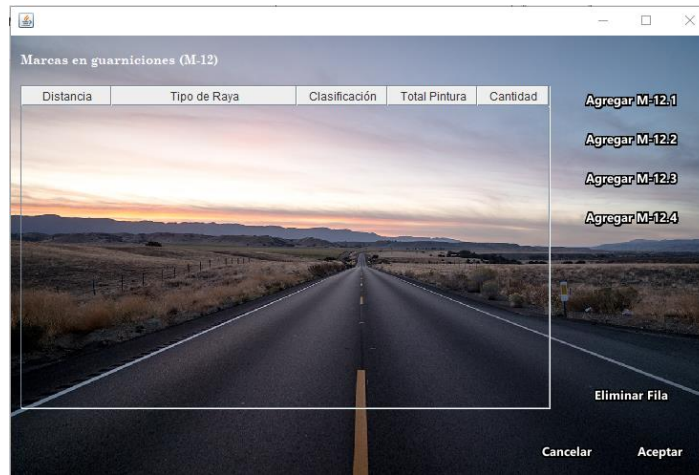 Marcas en guarniciones (M-12)
Distancia Tipo de Raya Clasificación Total Pintura Cantidad
Agregar M-12.1
Agregar M-12.2
Agregar M-12.3
Agregar M-12.4
Eliminar Fila
Cancelar Aceptar